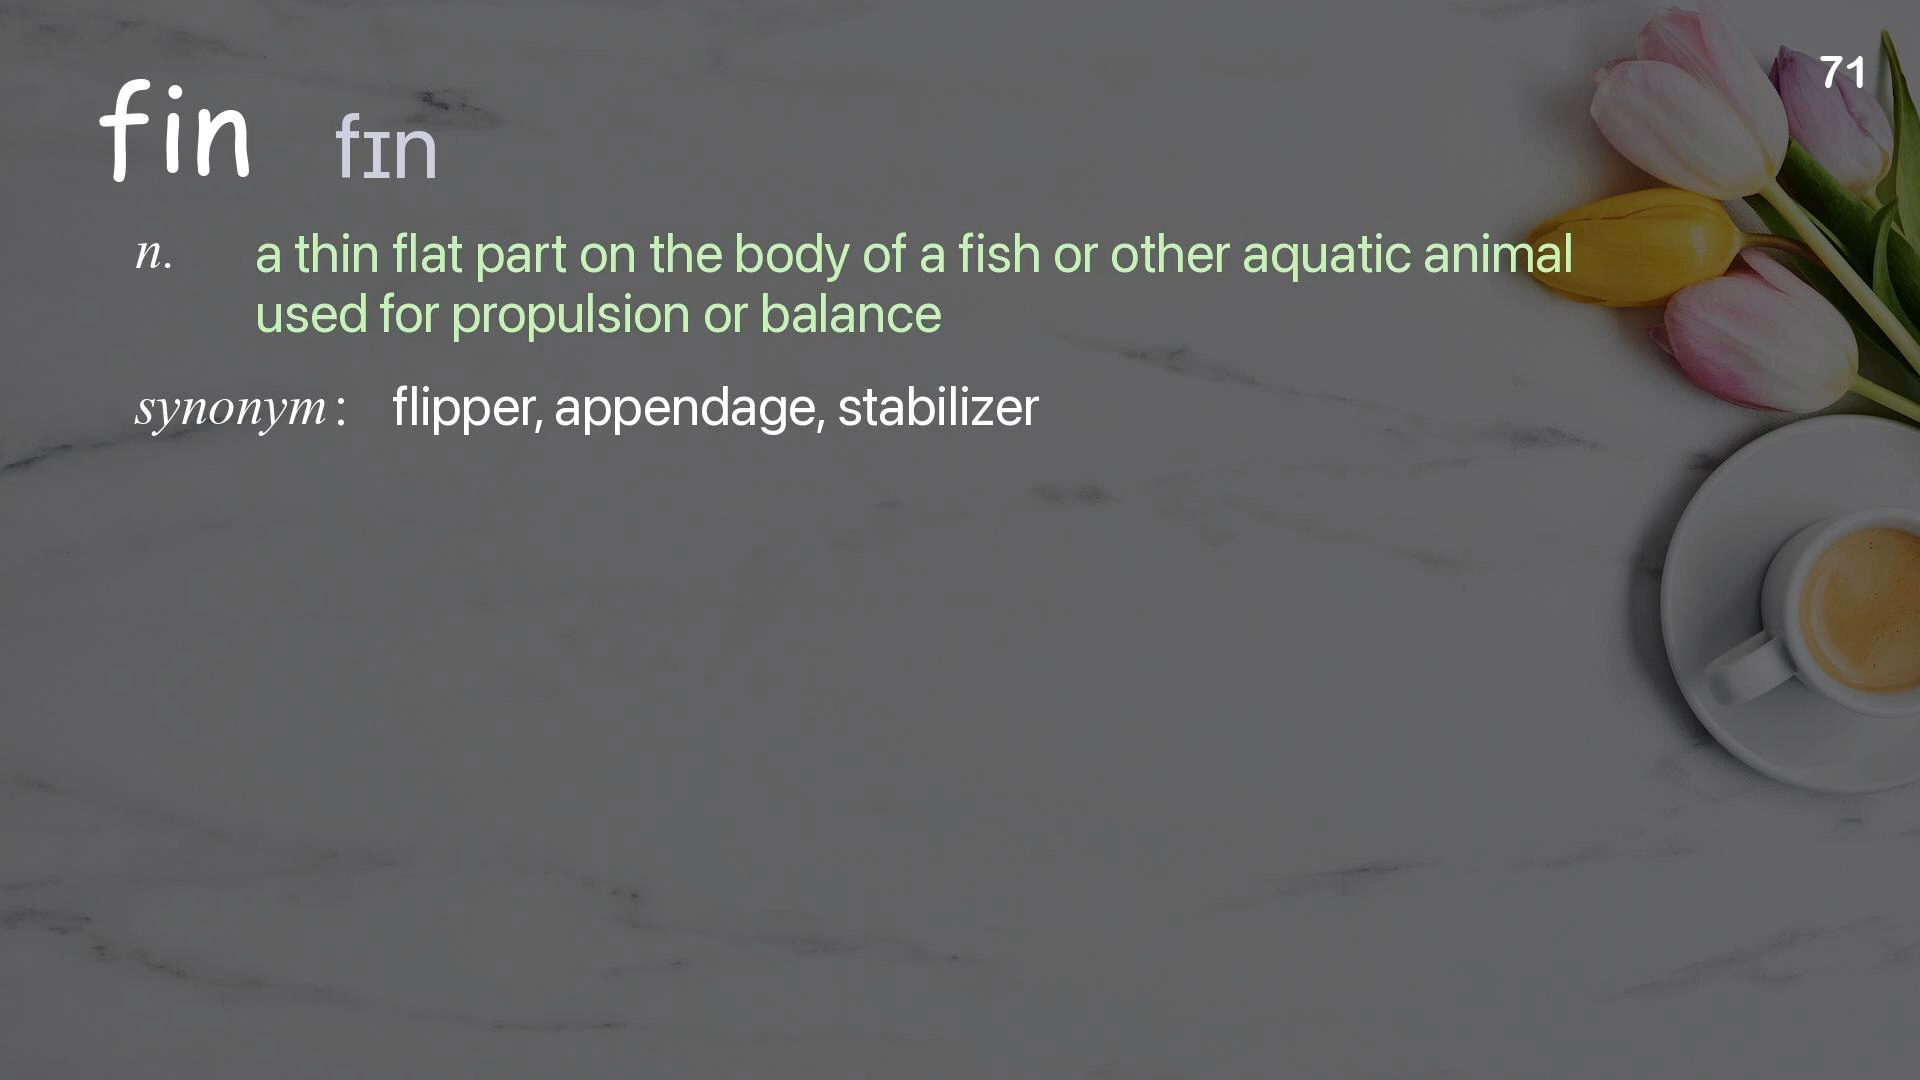 71
fin fɪn
n. a thin flat part on the body of a fish or other aquatic animal
used for propulsion or balance
synonym : flipper, appendage, stabilizer